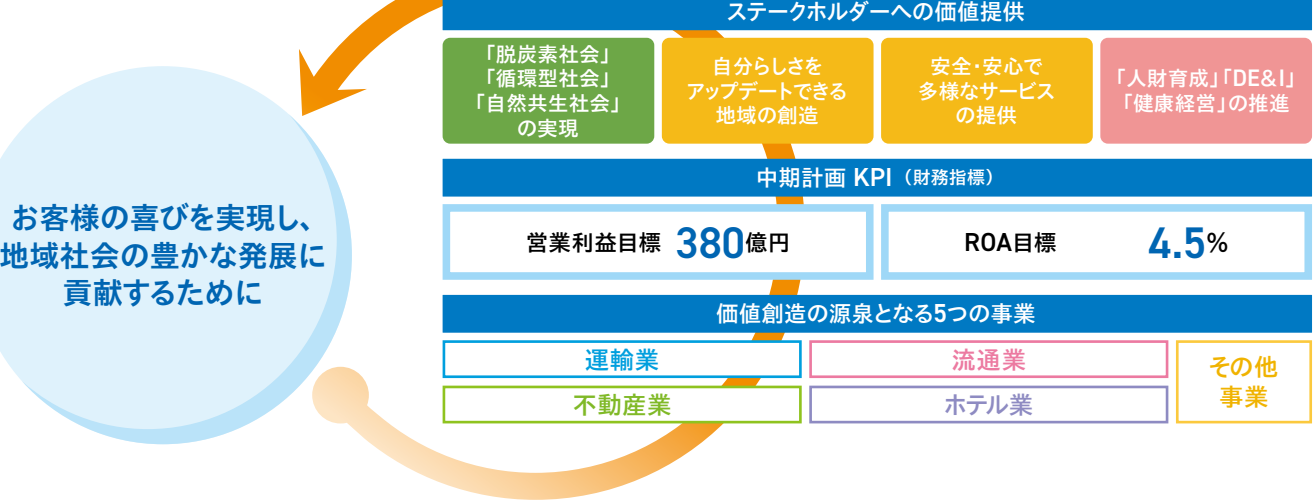 ステークホルダーへの価値提供
「脱炭素社会」
「循環型社会」
「自然共生社会」
の実現
自分らしさを
アップデートできる
地域の創造
安全・安心で
多様なサービス
の提供
「人財育成」「DE&I」
「健康経営」の推進
お客様の喜びを実現し、
地域社会の豊かな発展に
貢献するために
中期計画 KPI（財務指標）
営業利益目標 380億円
ROA目標 4.5%
価値創造の源泉となる5つの事業
運輸業
流通業
不動産業
ホテル業
その他
事業